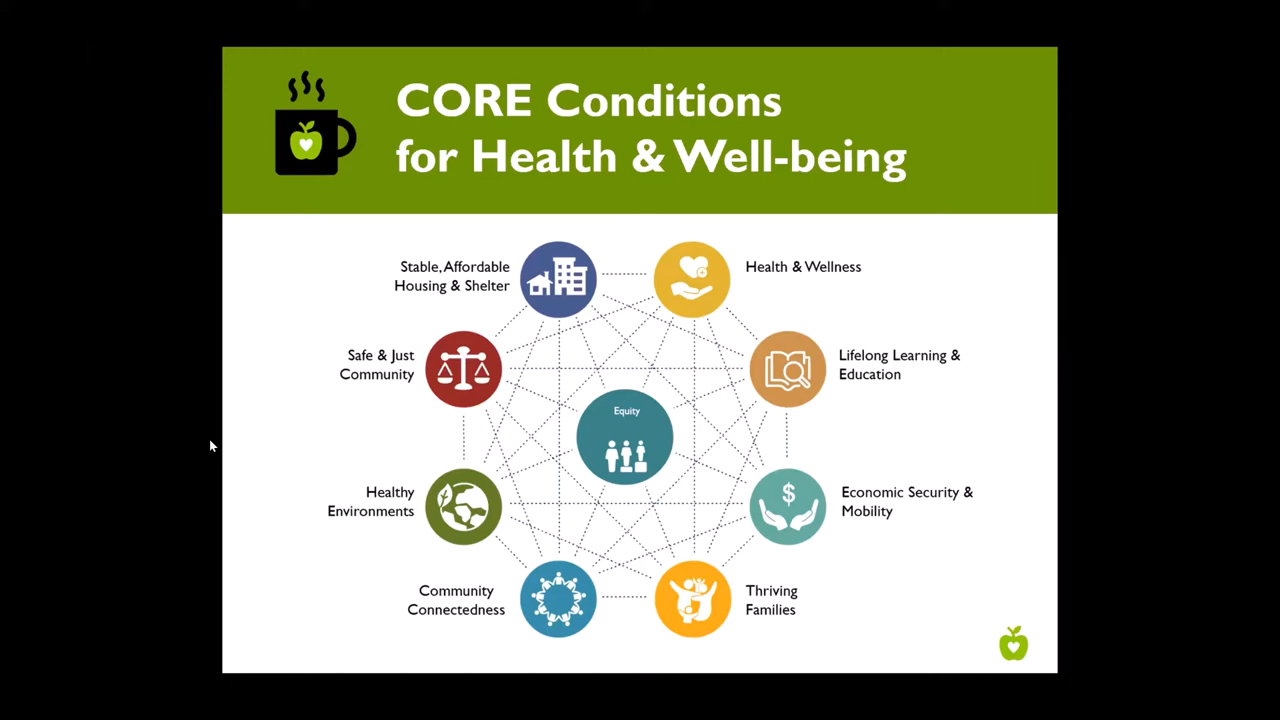 CORE Conditions
for Health & Well-being
Stable, Affordable
Housing & Shelter
Health & Wellness
Safe & Just
Community
Lifelong Learning &
Education
Equity
Healthy
Environments
$
Economic Security &
Mobility
Community
Connectedness
Thriving
Families